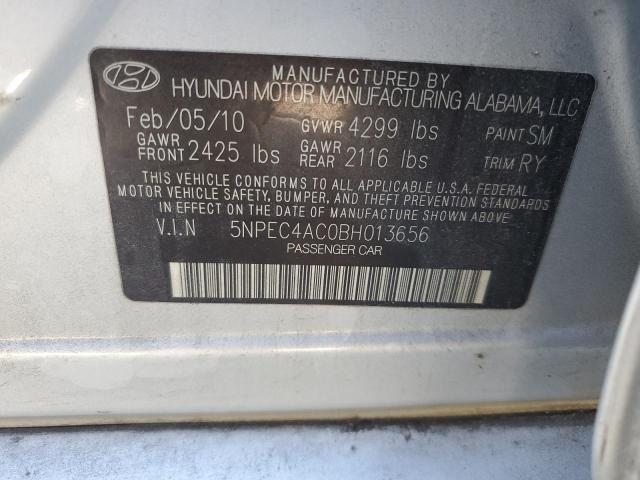 MANUFACTURED BY
HYUNDAI MOTOR MANUFACTURING ALABAMA, LLC
Feb/05/10 GVWR 4299 lbs PAINT SM
GAWR FRONT 2425 lbs GAWR REAR 2116 lbs TRIM RY
THIS VEHICLE CONFORMS TO ALL APPLICABLE U.S.A. FEDERAL
MOTOR VEHICLE SAFETY, BUMPER, AND THEFT PREVENTION
STANDARDS IN EFFECT ON THE DATE OF MANUFACTURE SHOWN ABOVE
V.I.N 5NPEC4AC0BH013656
PASSENGER CAR